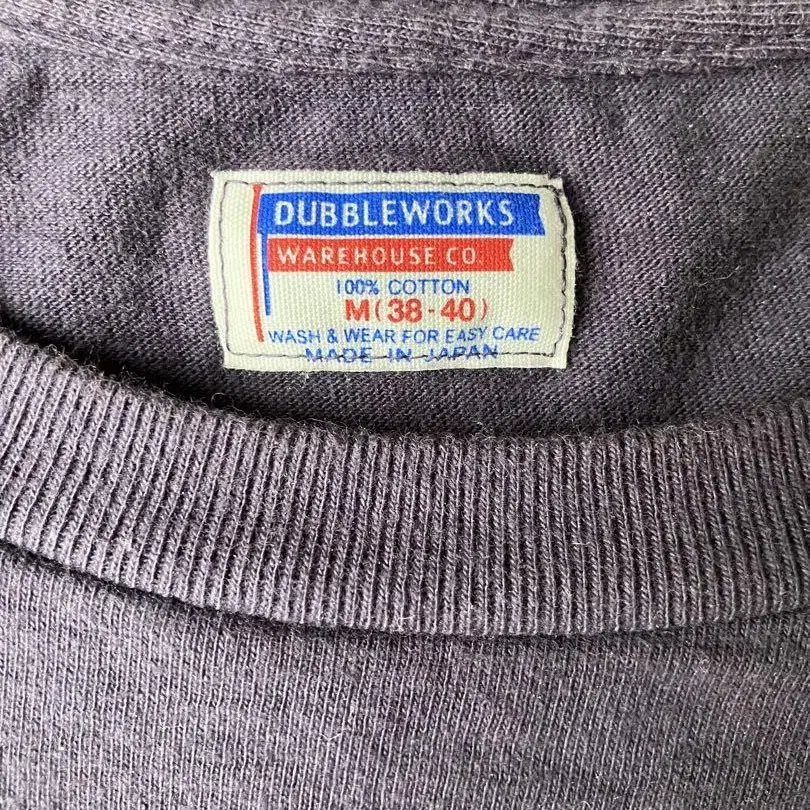 DUBBLEWORKS
WAREHOUSE CO.
100% COTTON
M(38-40)
WASH & WEAR FOR EASY CARE
MADE IN JAPAN